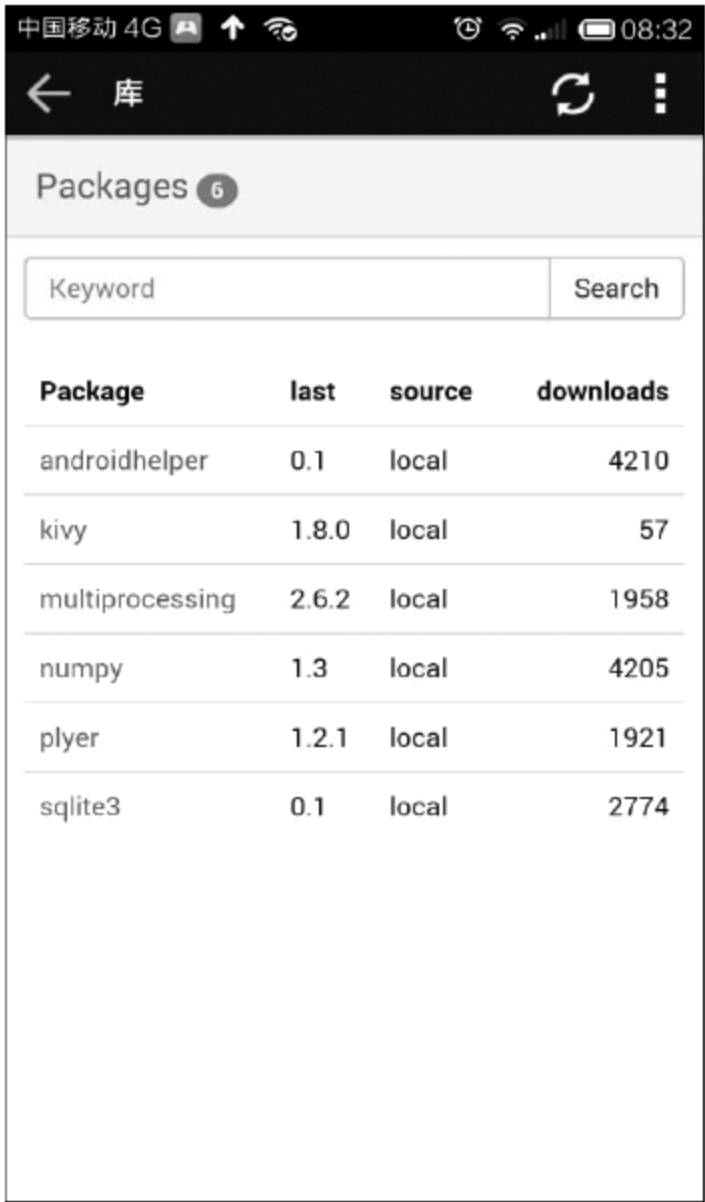 中国移动 4G 08:32
库
Packages 6
Keyword Search
Package last source downloads
androidhelper 0.1 local 4210
kivy 1.8.0 local 57
multiprocessing 2.6.2 local 1958
numpy 1.3 local 4205
plyer 1.2.1 local 1921
sqlite3 0.1 local 2774